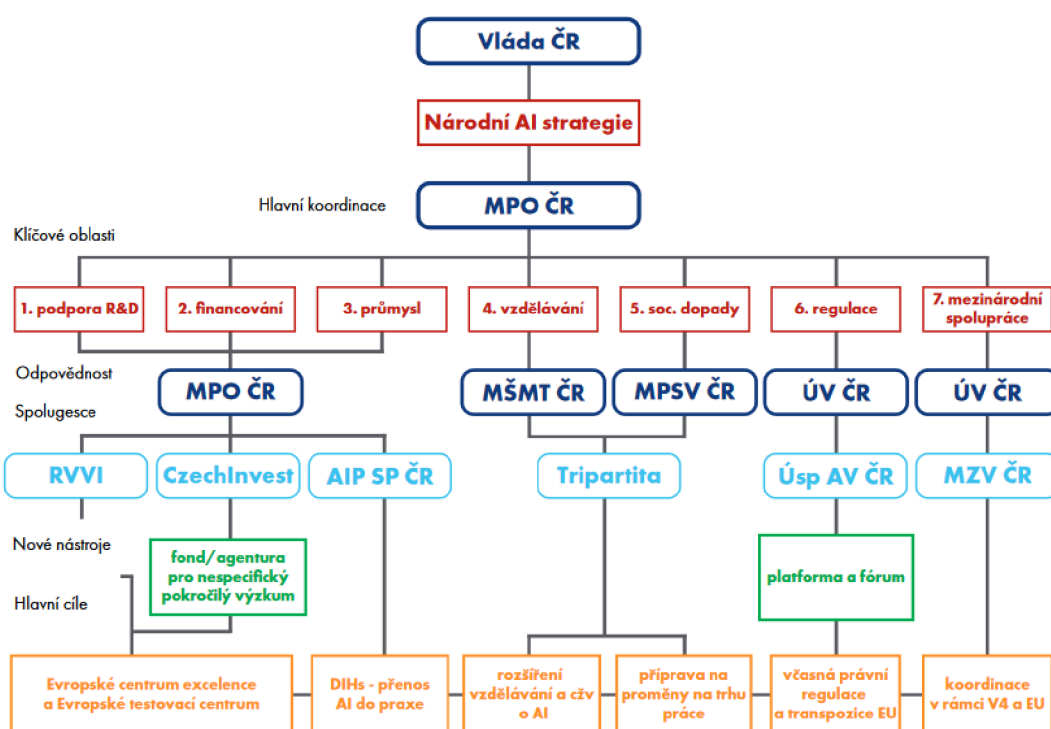 Vláda ČR
Národní AI strategie
Hlavní koordinace
MPO ČR
Klíčové oblasti
1. podpora R&D
2. financování
3. průmysl
4. vzdělávání
5. soc. dopady
6. regulace
7. mezinárodní
spolupráce
Odpovědnost
MPO ČR
MŠMT ČR
MPSV ČR
ÚV ČR
ÚV ČR
Spolugesce
RVVI
CzechInvest
AIP SP ČR
Tripartita
Úsp AV ČR
MZV ČR
Nové nástroje
fond/agentura
pro nespecifický
pokročilý výzkum
platforma a fórum
Hlavní cíle
Evropské centrum excelence
a Evropské testovací centrum
DIHs - přenos
AI do praxe
rozšíření
vzdělávání a cžv
o AI
příprava na
proměny na trhu
práce
včasná právní
regulace
a transpozice EU
koordinace
v rámci V4 a EU